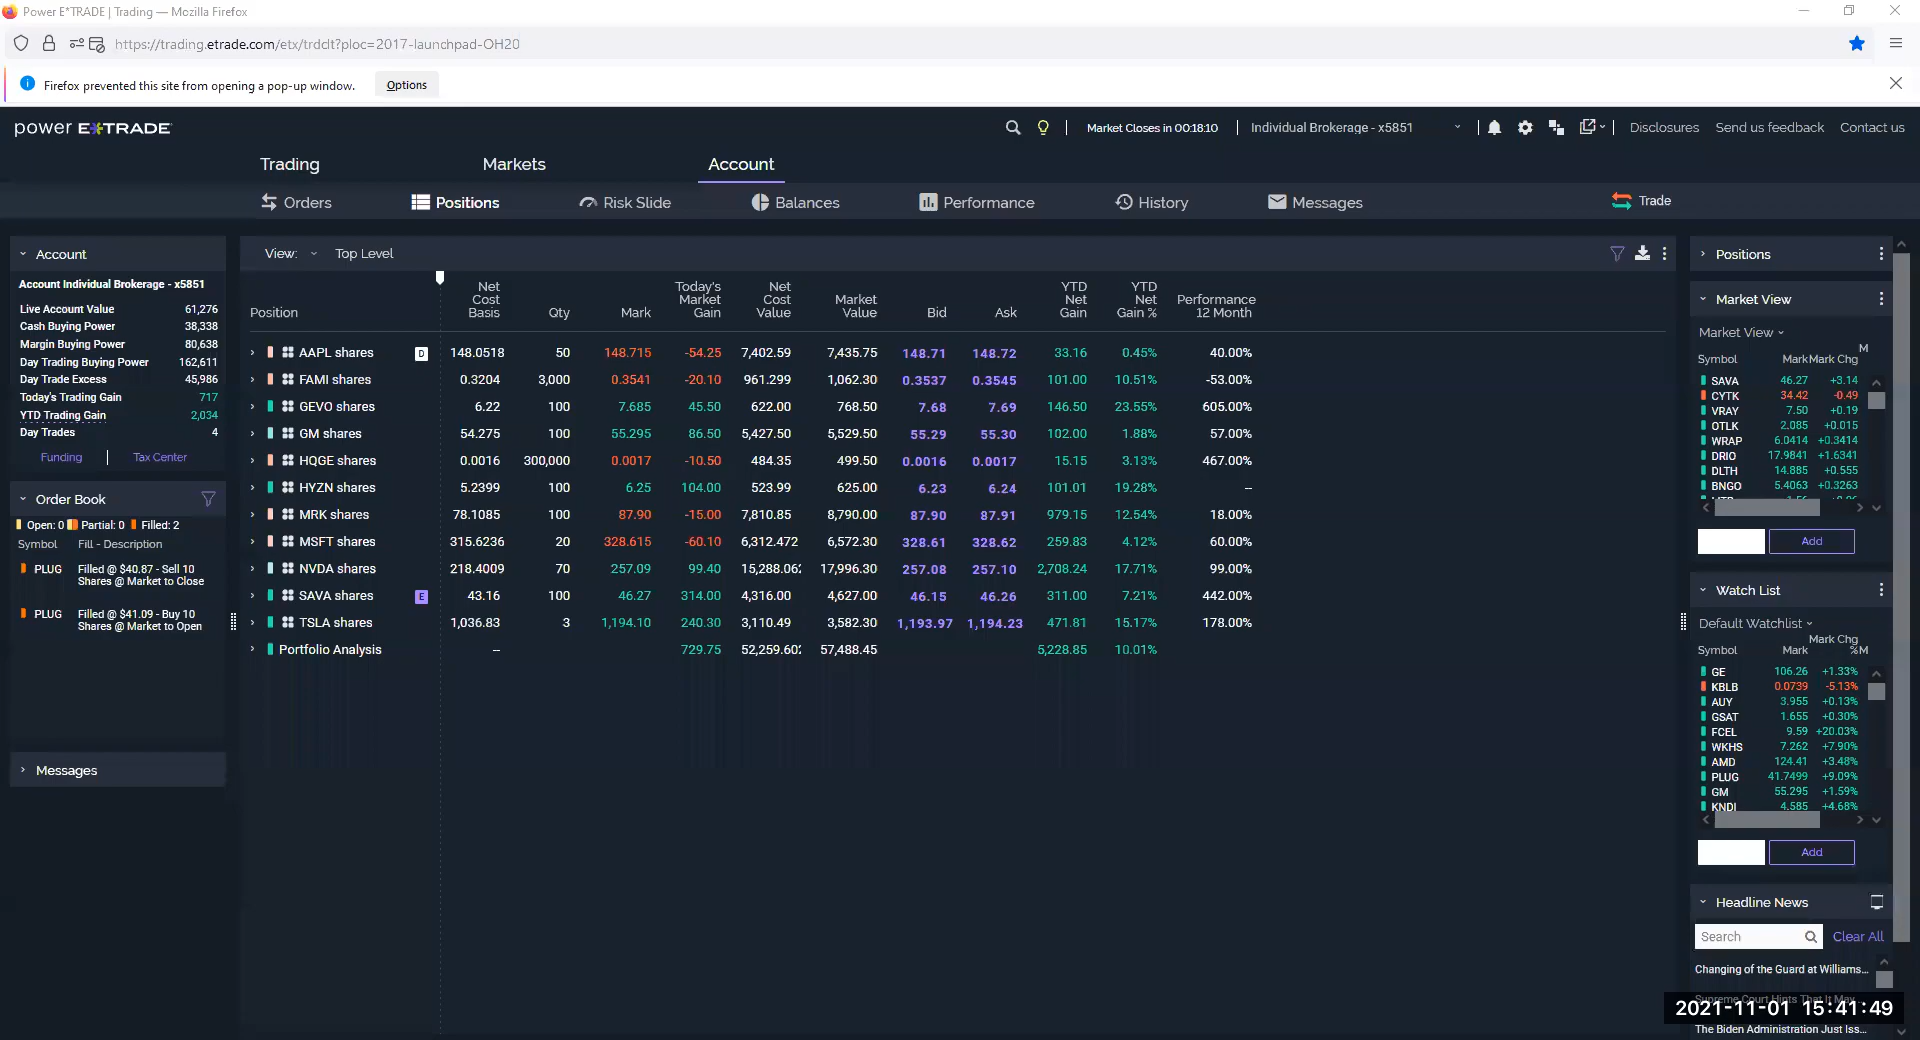 Power E*TRADE | Trading — Mozilla Firefox
https://trading.etrade.com/etx/trdclt?ploc=2017-launchpad-OH20
Firefox prevented this site from opening a pop-up window. Options
power E*TRADE
Market Closes in 00:18:10 Individual Brokerage - x5851 Disclosures Send us feedback Contact us
Trading Markets Account
Orders Positions Risk Slide Balances Performance History Messages Trade
Account
Account Individual Brokerage - x5851
Live Account Value 61,276
Cash Buying Power 38,338
Margin Buying Power 80,638
Day Trading Buying Power 162,611
Day Trade Excess 45,986
Today's Trading Gain 717
YTD Trading Gain 2,034
Day Trades 4
Funding Tax Center
Order Book
Open: 0 Partial: 0 Filled: 2
Symbol Fill - Description
PLUG Filled @ $40.87 - Sell 10
Shares @ Market to Close
PLUG Filled @ $41.09 - Buy 10
Shares @ Market to Open
Messages
View: Top Level
Position Net Cost Basis Qty Mark Today's Market Gain Net Cost Value Market Value Bid Ask YTD Net Gain YTD Net Gain % Performance 12 Month
AAPL shares D 148.0518 50 148.715 -54.25 7,402.59 7,435.75 148.71 148.72 33.16 0.45% 40.00%
FAMI shares 0.3204 3,000 0.3541 -20.10 961.299 1,062.30 0.3537 0.3545 101.00 10.51% -53.00%
GEVO shares 6.22 100 7.685 45.50 622.00 768.50 7.68 7.69 146.50 23.55% 605.00%
GM shares 54.275 100 55.295 86.50 5,427.50 5,529.50 55.29 55.30 102.00 1.88% 57.00%
HQGE shares 0.0016 300,000 0.0017 -10.50 484.35 499.50 0.0016 0.0017 15.15 3.13% 467.00%
HYZN shares 5.2399 100 6.25 104.00 523.99 625.00 6.23 6.24 101.01 19.28% --
MRK shares 78.1085 100 87.90 -15.00 7,810.85 8,790.00 87.90 87.91 979.15 12.54% 18.00%
MSFT shares 315.6236 20 328.615 -60.10 6,312.472 6,572.30 328.61 328.62 259.83 4.12% 60.00%
NVDA shares 218.4009 70 257.09 99.40 15,288.062 17,996.30 257.08 257.10 2,708.24 17.71% 99.00%
SAVA shares E 43.16 100 46.27 314.00 4,316.00 4,627.00 46.15 46.26 311.00 7.21% 442.00%
TSLA shares 1,036.83 3 1,194.10 240.30 3,110.49 3,582.30 1,193.97 1,194.23 471.81 15.17% 178.00%
Portfolio Analysis -- 729.75 52,259.602 57,488.45 5,228.85 10.01%
Positions
Market View
Market View
Symbol Mark Mark Chg M
SAVA 46.27 +3.14
CYTK 34.42 -0.49
VRAY 7.50 +0.19
OTLK 2.085 +0.015
WRAP 6.0414 +0.3414
DRIO 17.9841 +1.6341
DLTH 14.885 +0.555
BNGO 5.4063 +0.3263
Add
Watch List
Default Watchlist
Symbol Mark Mark Chg % M
GE 106.26 +1.33%
KBLB 0.0739 -5.13%
AUY 3.955 +0.13%
GSAT 1.655 +0.30%
FCEL 9.59 +20.03%
WKHS 7.262 +7.90%
AMD 124.41 +3.48%
PLUG 41.7499 +9.09%
GM 55.295 +1.59%
KNDI 4.585 +4.68%
Add
Headline News
Search Clear All
Changing of the Guard at Williams...
Supreme Court Hints That It May
2021-11-01 15:41:49
The Biden Administration Just Iss...